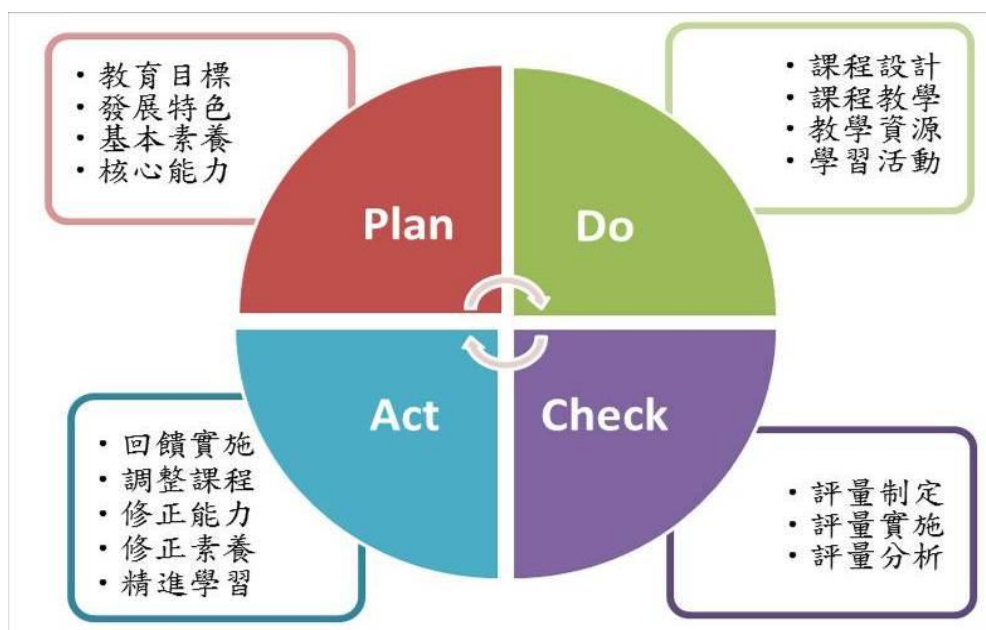 • 教育目標
• 發展特色
• 基本素養
• 核心能力
• 課程設計
• 課程教學
• 教學資源
• 學習活動
Plan
Do
Act
Check
• 回饋實施
• 調整課程
• 修正能力
• 修正素養
• 精進學習
• 評量制定
• 評量實施
• 評量分析